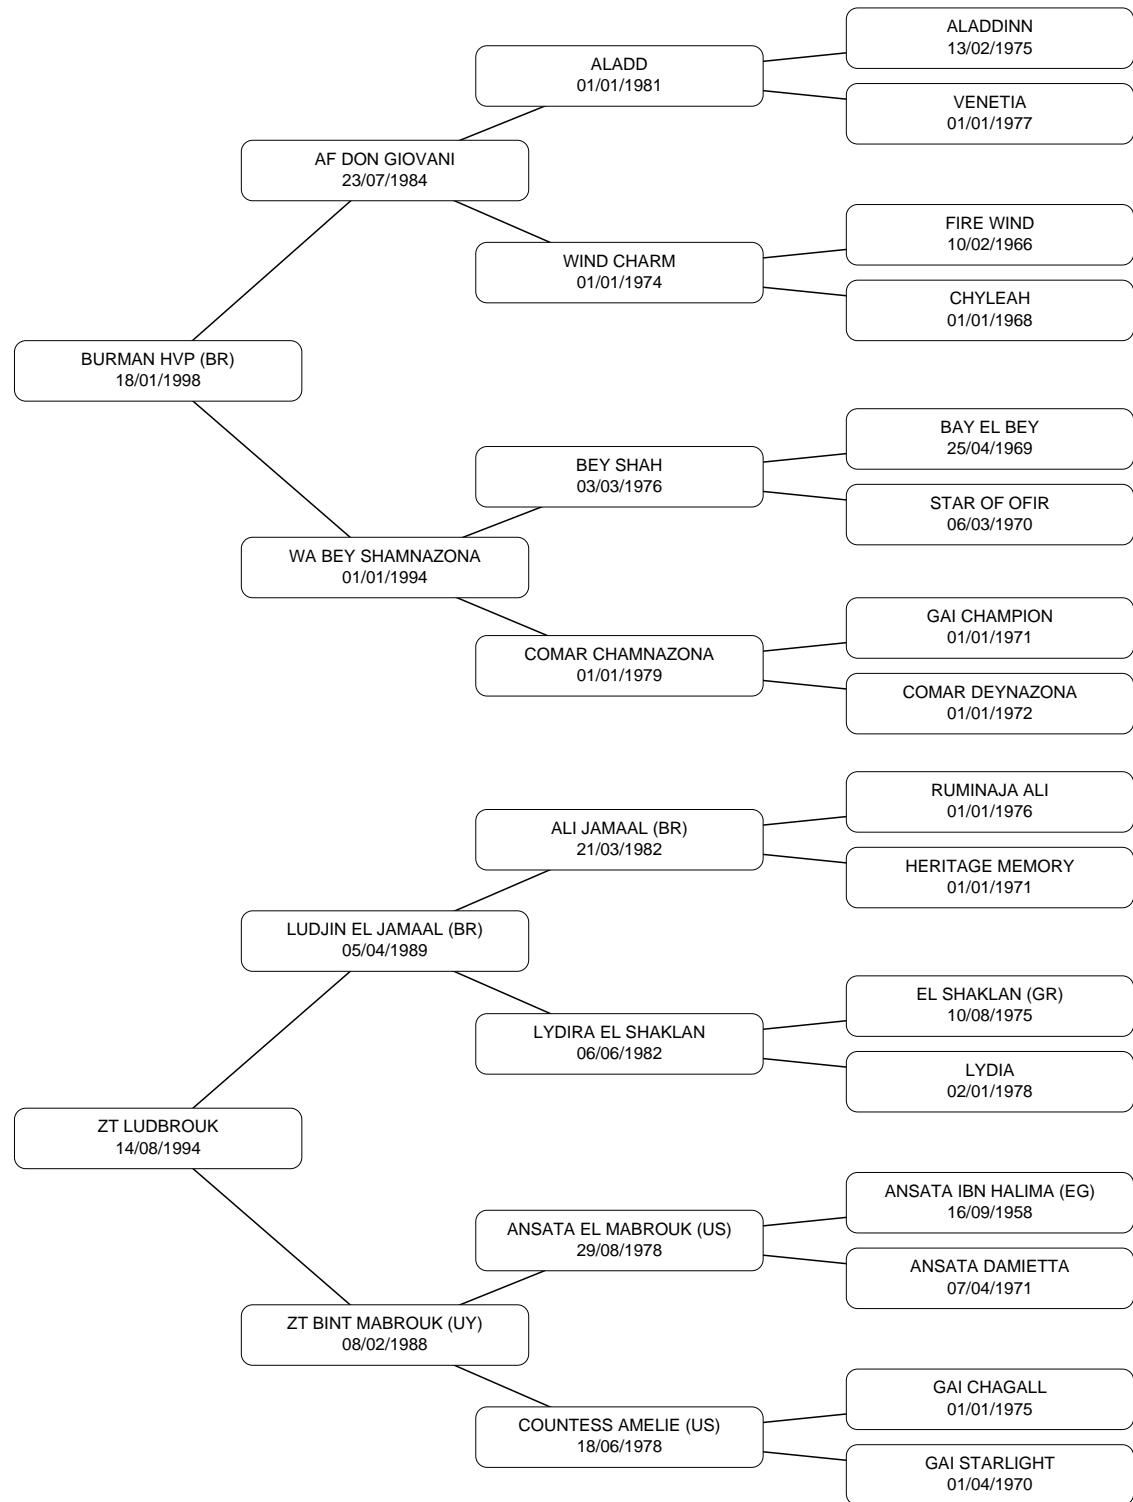 ALADDINN
13/02/1975
ALADD
01/01/1981
VENETIA
01/01/1977
AF DON GIOVANI
23/07/1984
FIRE WIND
10/02/1966
WIND CHARM
01/01/1974
CHYLEAH
01/01/1968
BURMAN HVP (BR)
18/01/1998
BAY EL BEY
25/04/1969
BEY SHAH
03/03/1976
STAR OF OFIR
06/03/1970
WA BEY SHAMNAZONA
01/01/1994
GAI CHAMPION
01/01/1971
COMAR CHAMNAZONA
01/01/1979
COMAR DEYNAZONA
01/01/1972
RUMINAJA ALI
01/01/1976
ALI JAMAAL (BR)
21/03/1982
HERITAGE MEMORY
01/01/1971
LUDJIN EL JAMAAL (BR)
05/04/1989
EL SHAKLAN (GR)
10/08/1975
LYDIRA EL SHAKLAN
06/06/1982
LYDIA
02/01/1978
ZT LUDBROUK
14/08/1994
ANSATA IBN HALIMA (EG)
16/09/1958
ANSATA EL MABROUK (US)
29/08/1978
ANSATA DAMIETTA
07/04/1971
ZT BINT MABROUK (UY)
08/02/1988
GAI CHAGALL
01/01/1975
COUNTESS AMELIE (US)
18/06/1978
GAI STARLIGHT
01/04/1970